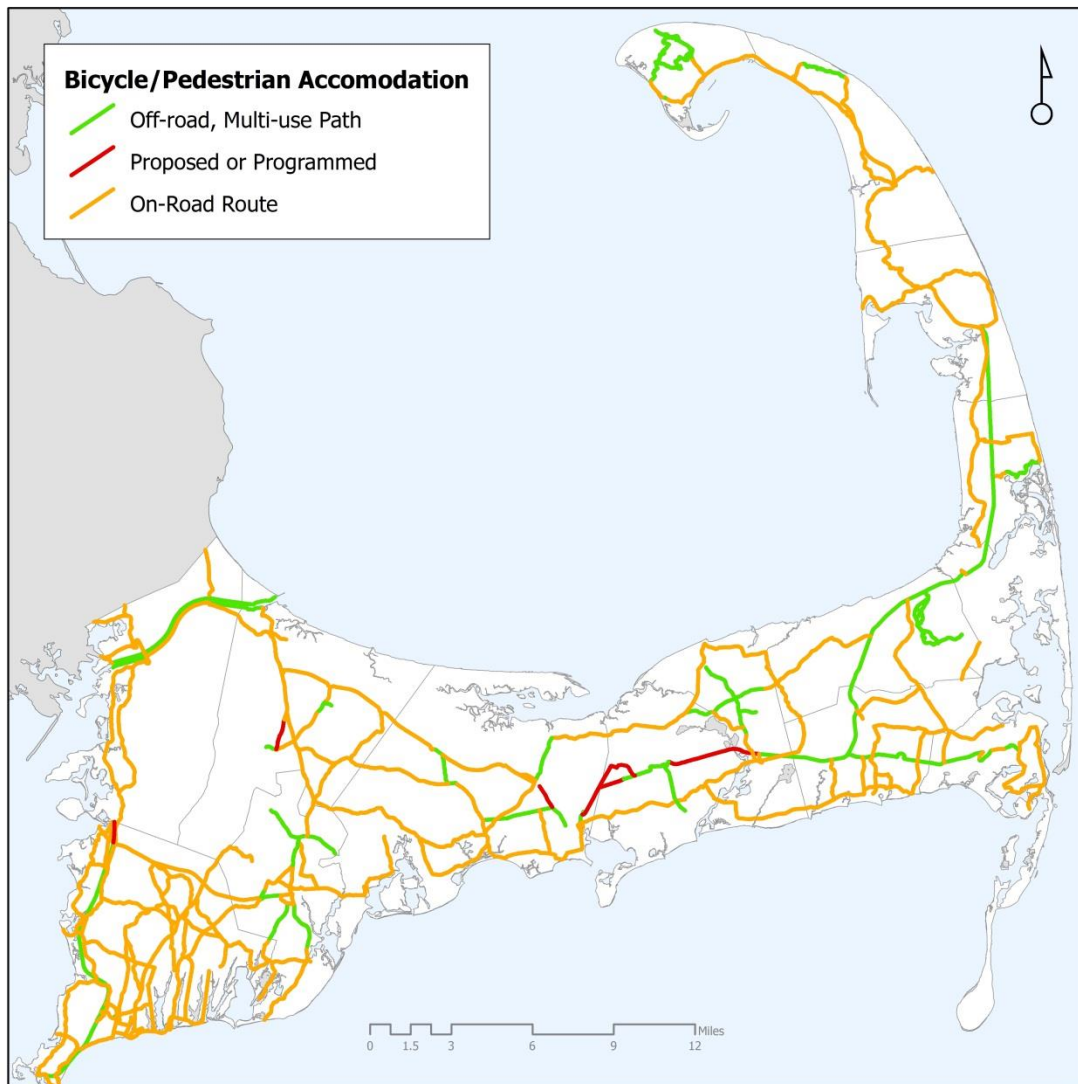 Bicycle/Pedestrian Accomodation
Off-road, Multi-use Path
Proposed or Programmed
On-Road Route
Miles
0 1.5 3 6 9 12